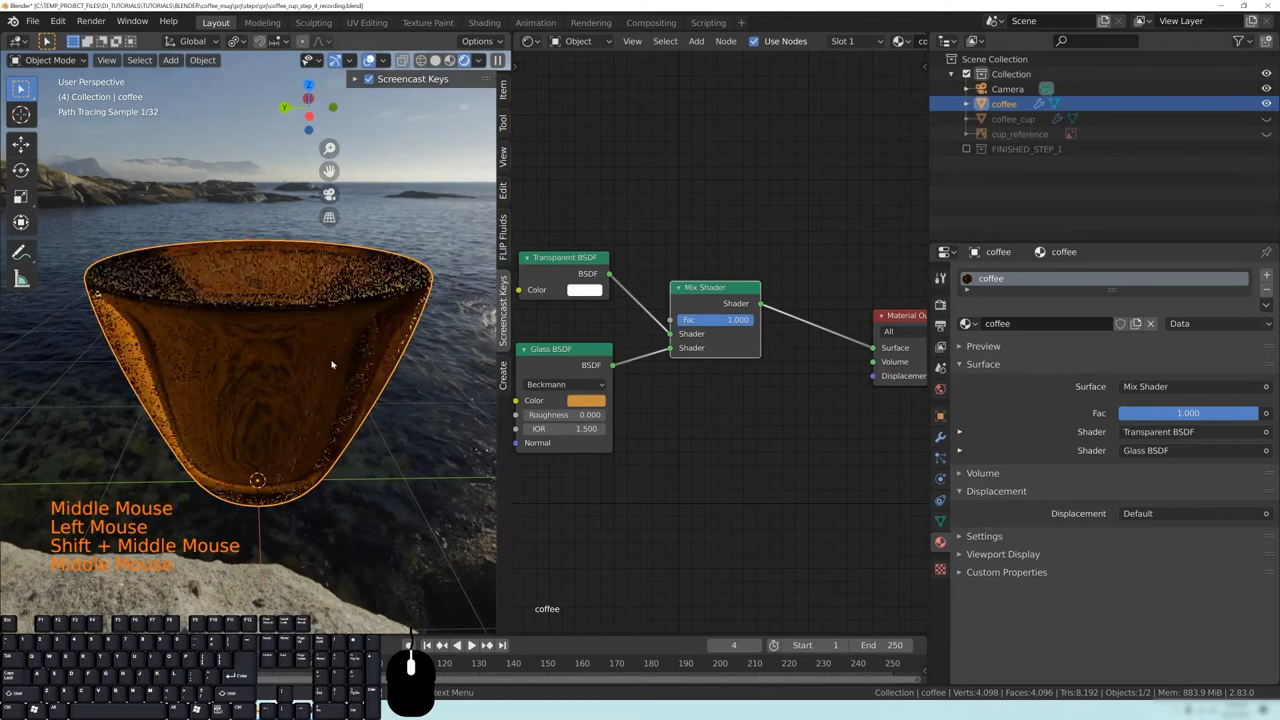 Blender* [C:\TEMP_PROJECT_FILES\DJ_TUTORIALS\TUTORIALS\BLENDER\coffee_mug\prj\steps\prj\coffee_cup_step_4_recording.blend]
File Edit Render Window Help Layout Modeling Sculpting UV Editing Texture Paint Shading Animation Rendering Compositing Scripting Scene View Layer
Global Options Object View Select Add Node Use Nodes Slot 1 co
Object Mode View Select Add Object
User Perspective
(4) Collection | coffee
Path Tracing Sample 1/32
Screencast Keys
X
Y
Z
Item
Tool
View
Edit
FLIP Fluids
Screencast Keys
Create
Transparent BSDF
BSDF
Color
Glass BSDF
BSDF
Beckmann
Color
Roughness 0.000
IOR 1.500
Normal
Mix Shader
Shader
Fac 1.000
Shader
Shader
Material Ou
All
Surface
Volume
Displacemen
coffee
Middle Mouse
Left Mouse
Shift + Middle Mouse
Middle Mouse
Scene Collection
Collection
Camera
coffee
coffee_cup
cup_reference
FINISHED_STEP_1
coffee coffee
coffee
coffee Data
Preview
Surface
Surface Mix Shader
Fac 1.000
Shader Transparent BSDF
Shader Glass BSDF
Volume
Displacement
Displacement Default
Settings
Viewport Display
Custom Properties
4 Start 1 End 250
140 150 160 170 180 190 200 210 220 230 240 250
text Menu
Collection | coffee | Verts:4,098 | Faces:4,096 | Tris:8,192 | Objects:1/2 | Mem: 883.9 MiB | 2.83.0